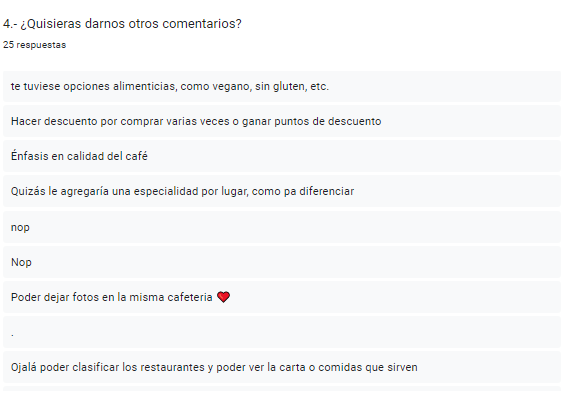 4.- ¿Quisieras darnos otros comentarios?
25 respuestas
te tuviese opciones alimenticias, como vegano, sin gluten, etc.
Hacer descuento por comprar varias veces o ganar puntos de descuento
Énfasis en calidad del café
Quizás le agregaría una especialidad por lugar, como pa diferenciar
nop
Nop
Poder dejar fotos en la misma cafeteria ❤️
.
Ojalá poder clasificar los restaurantes y poder ver la carta o comidas que sirven